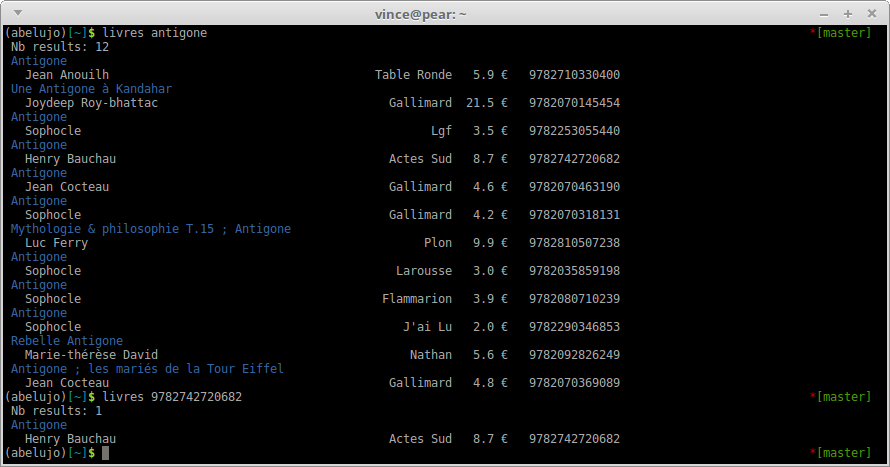 vince@pear: ~
(abelujo)[~]$ livres antigone *[master]
Nb results: 12
Antigone
Jean Anouilh Table Ronde 5.9 € 9782710330400
Une Antigone à Kandahar
Joydeep Roy-bhattac Gallimard 21.5 € 9782070145454
Antigone
Sophocle Lgf 3.5 € 9782253055440
Antigone
Henry Bauchau Actes Sud 8.7 € 9782742720682
Antigone
Jean Cocteau Gallimard 4.6 € 9782070463190
Antigone
Sophocle Gallimard 4.2 € 9782070318131
Mythologie & philosophie T.15 ; Antigone
Luc Ferry Plon 9.9 € 9782810507238
Antigone
Sophocle Larousse 3.0 € 9782035859198
Antigone
Sophocle Flammarion 3.9 € 9782080710239
Antigone
Sophocle J'ai Lu 2.0 € 9782290346853
Rebelle Antigone
Marie-thérèse David Nathan 5.6 € 9782092826249
Antigone ; les mariés de la Tour Eiffel
Jean Cocteau Gallimard 4.8 € 9782070369089
(abelujo)[~]$ livres 9782742720682 *[master]
Nb results: 1
Antigone
Henry Bauchau Actes Sud 8.7 € 9782742720682
(abelujo)[~]$ *[master]